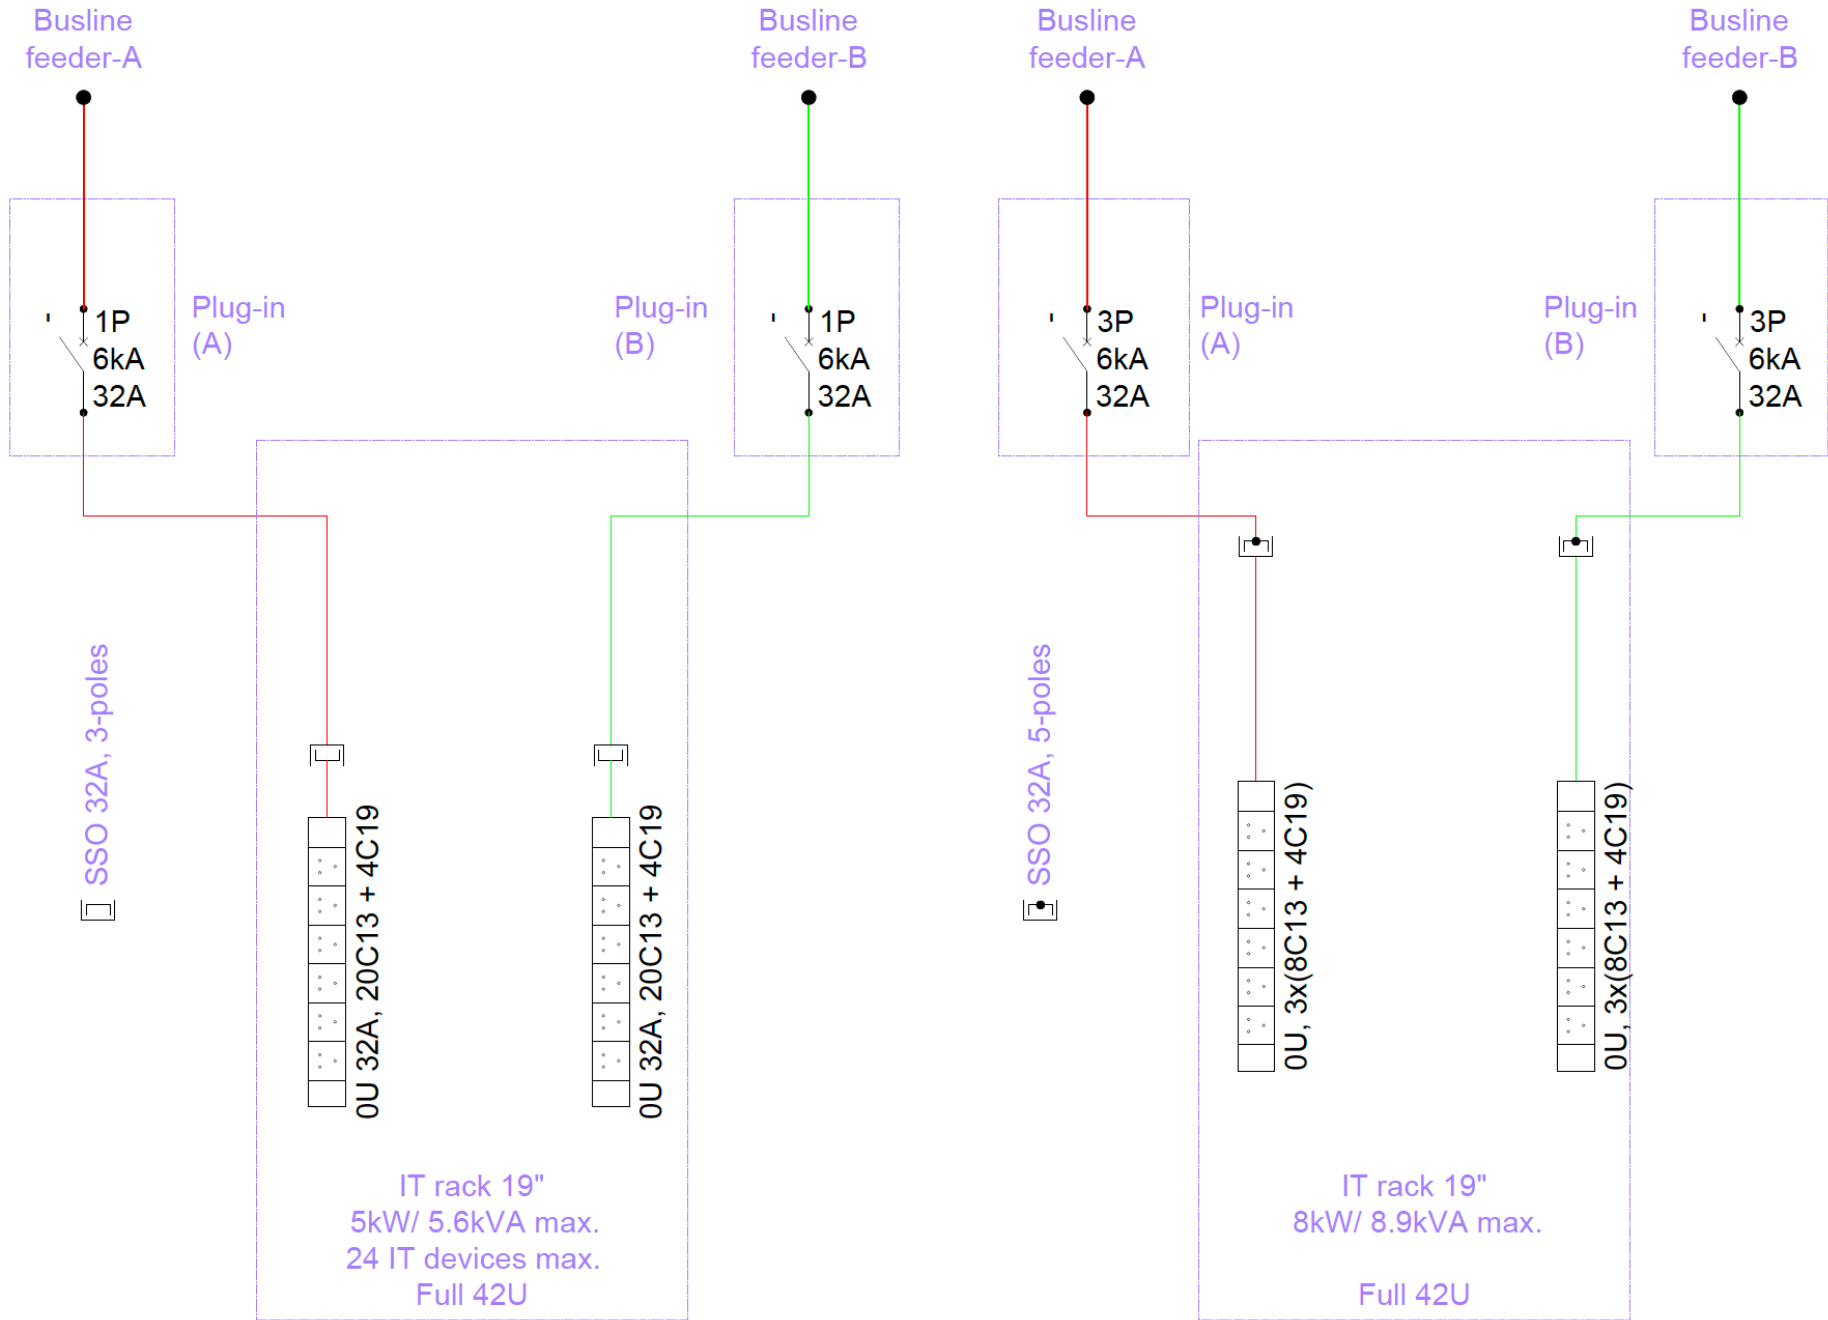 Busline
feeder-A
Busline
feeder-B
Busline
feeder-A
Busline
feeder-B
1P
6kA
32A
Plug-in
(A)
Plug-in
(B)
1P
6kA
32A
3P
6kA
32A
Plug-in
(A)
Plug-in
(B)
3P
6kA
32A
SSO 32A, 3-poles
0U 32A, 20C13 + 4C19
0U 32A, 20C13 + 4C19
SSO 32A, 5-poles
0U, 3x(8C13 + 4C19)
0U, 3x(8C13 + 4C19)
IT rack 19"
5kW/ 5.6kVA max.
24 IT devices max.
Full 42U
IT rack 19"
8kW/ 8.9kVA max.
Full 42U